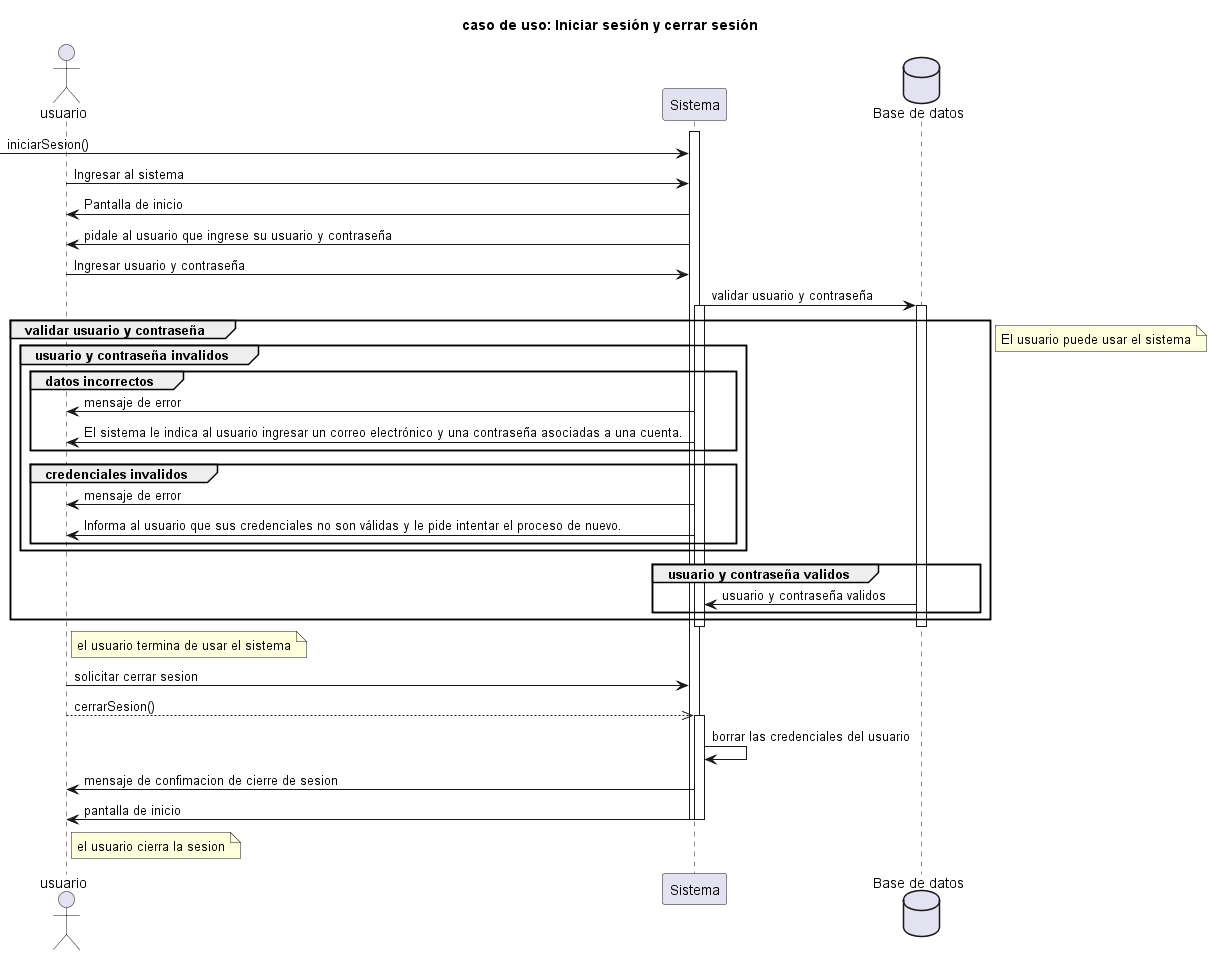 caso de uso: Iniciar sesión y cerrar sesión
usuario
Sistema
Base de datos
iniciarSesion()
Ingresar al sistema
Pantalla de inicio
pidale al usuario que ingrese su usuario y contraseña
Ingresar usuario y contraseña
validar usuario y contraseña
validar usuario y contraseña
El usuario puede usar el sistema
usuario y contraseña invalidos
datos incorrectos
mensaje de error
El sistema le indica al usuario ingresar un correo electrónico y una contraseña asociadas a una cuenta.
credenciales invalidos
mensaje de error
Informa al usuario que sus credenciales no son válidas y le pide intentar el proceso de nuevo.
usuario y contraseña validos
usuario y contraseña validos
el usuario termina de usar el sistema
solicitar cerrar sesion
cerrarSesion()
borrar las credenciales del usuario
mensaje de confimacion de cierre de sesion
pantalla de inicio
el usuario cierra la sesion
usuario
Sistema
Base de datos